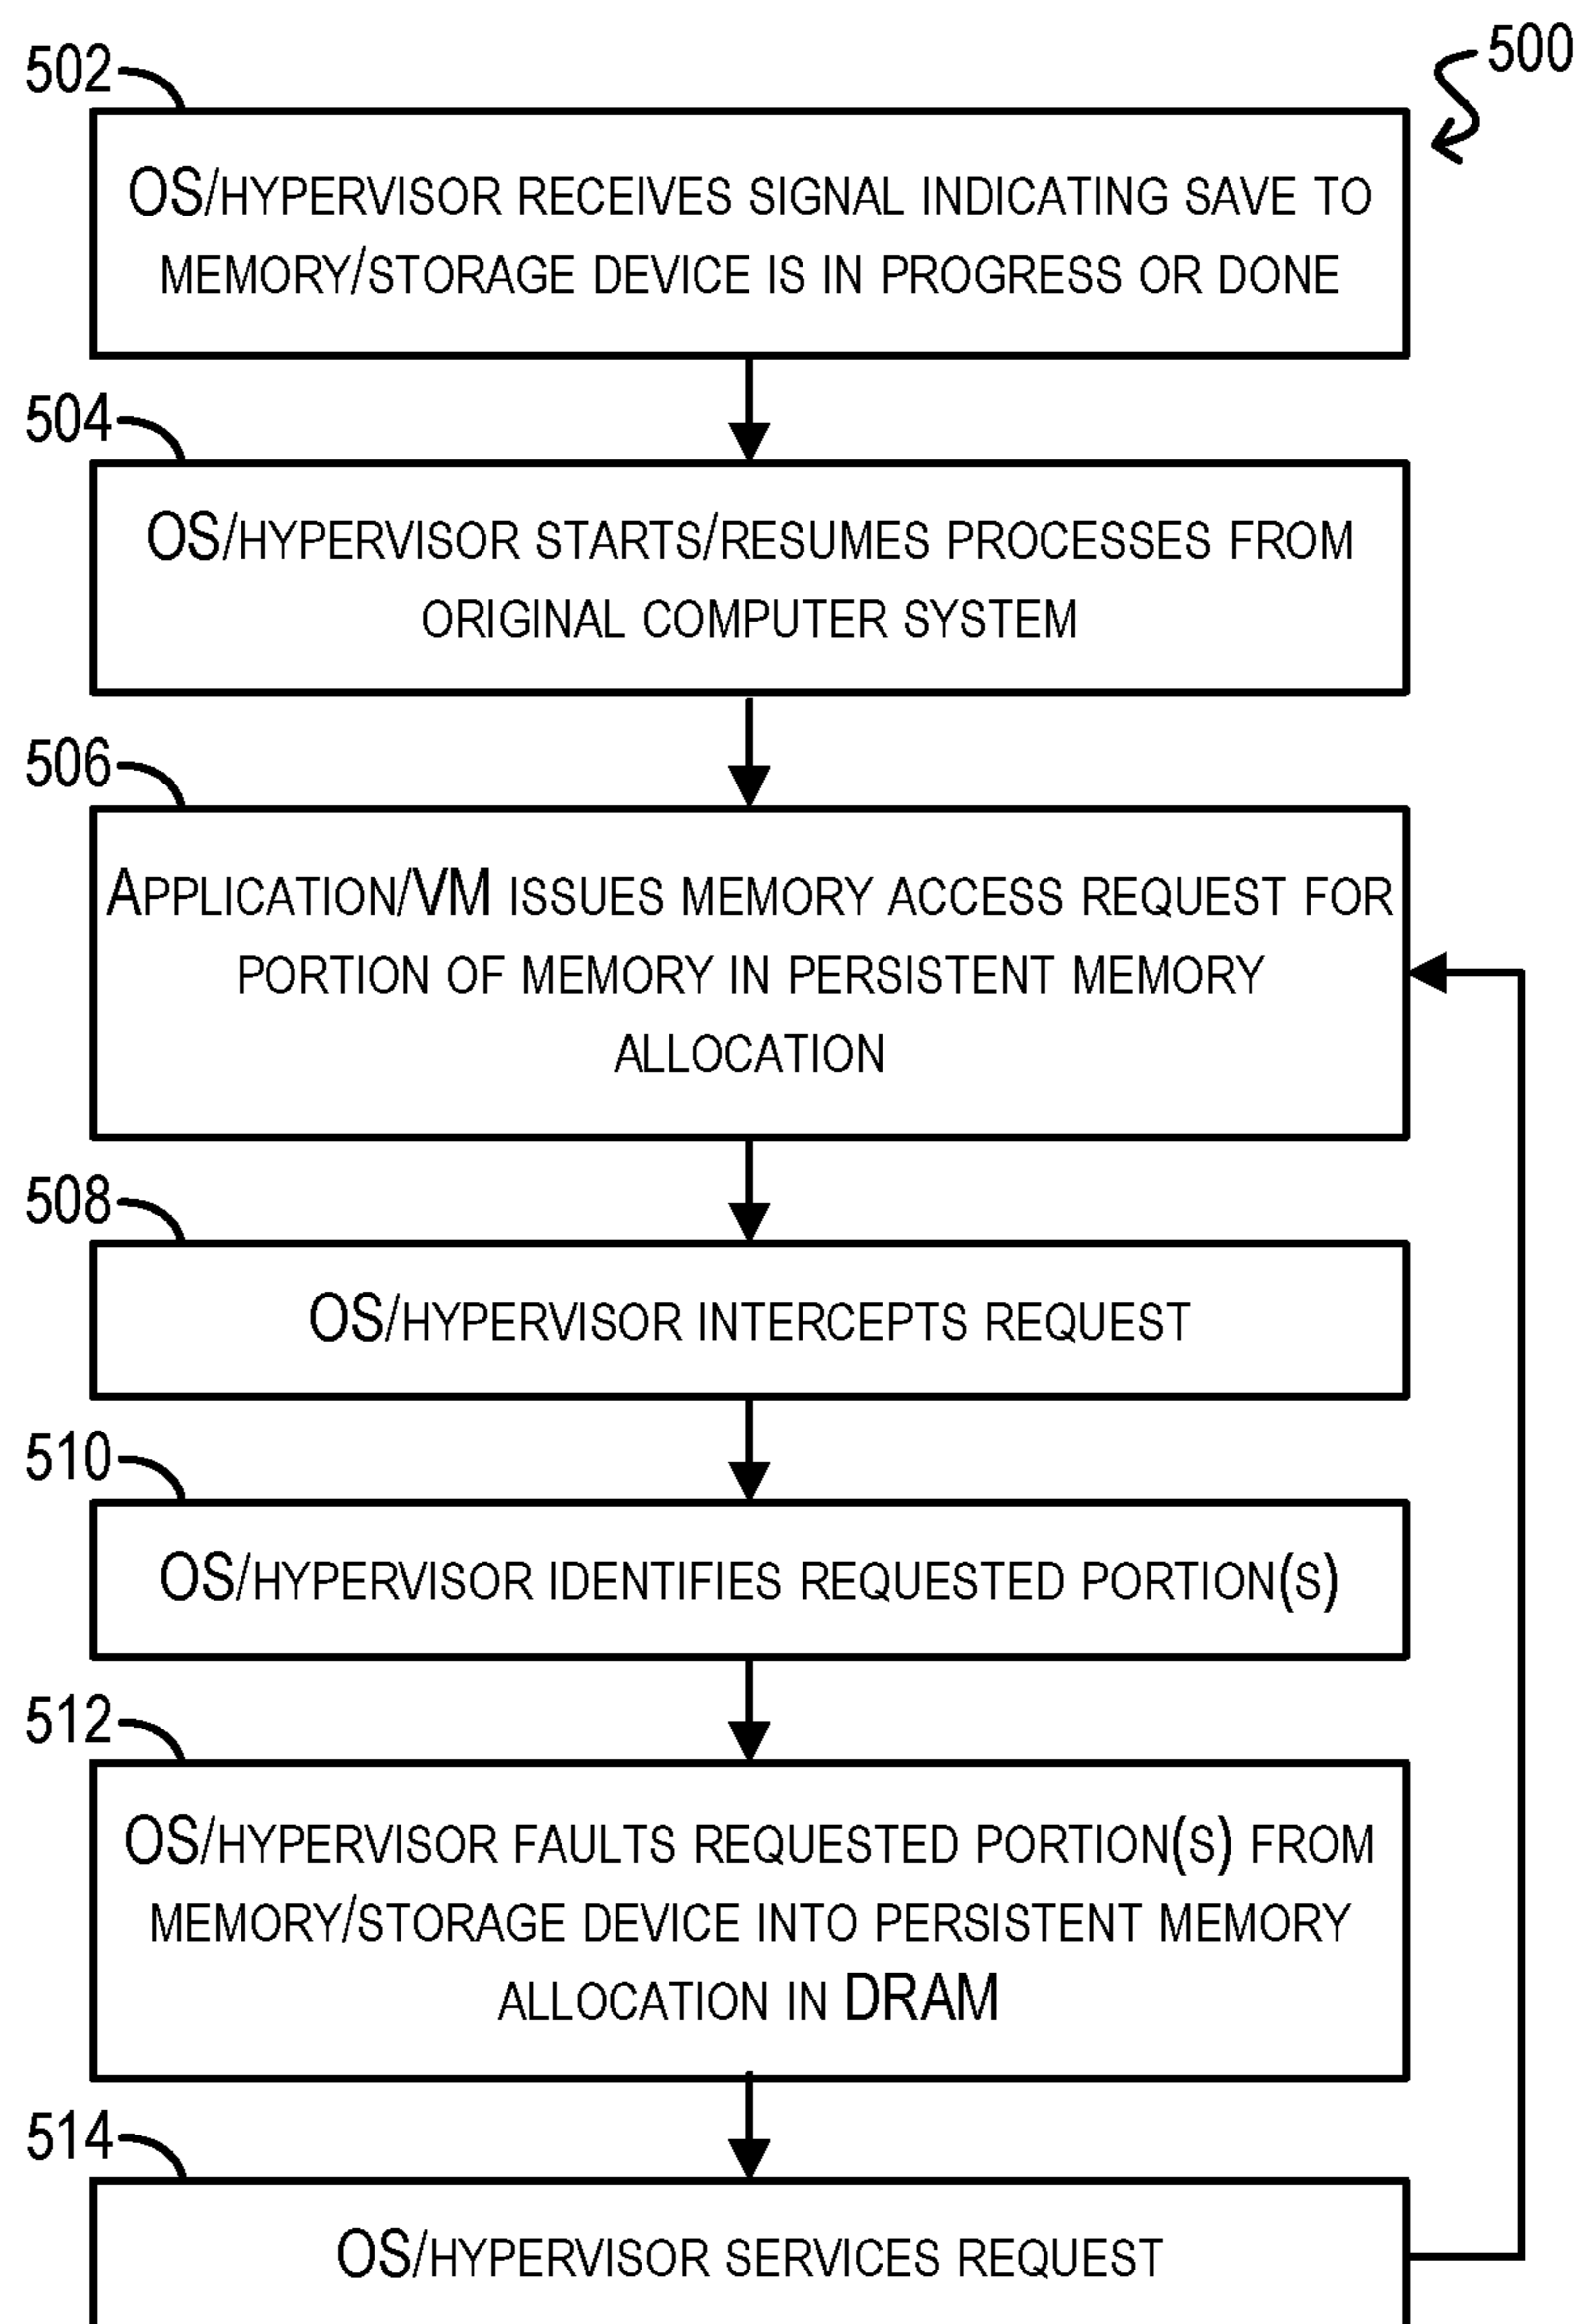 500
502
OS/HYPERVISOR RECEIVES SIGNAL INDICATING SAVE TO
MEMORY/STORAGE DEVICE IS IN PROGRESS OR DONE
504
OS/HYPERVISOR STARTS/RESUMES PROCESSES FROM
ORIGINAL COMPUTER SYSTEM
506
APPLICATION/VM ISSUES MEMORY ACCESS REQUEST FOR
PORTION OF MEMORY IN PERSISTENT MEMORY
ALLOCATION
508
OS/HYPERVISOR INTERCEPTS REQUEST
510
OS/HYPERVISOR IDENTIFIES REQUESTED PORTION(S)
512
OS/HYPERVISOR FAULTS REQUESTED PORTION(S) FROM
MEMORY/STORAGE DEVICE INTO PERSISTENT MEMORY
ALLOCATION IN DRAM
514
OS/HYPERVISOR SERVICES REQUEST